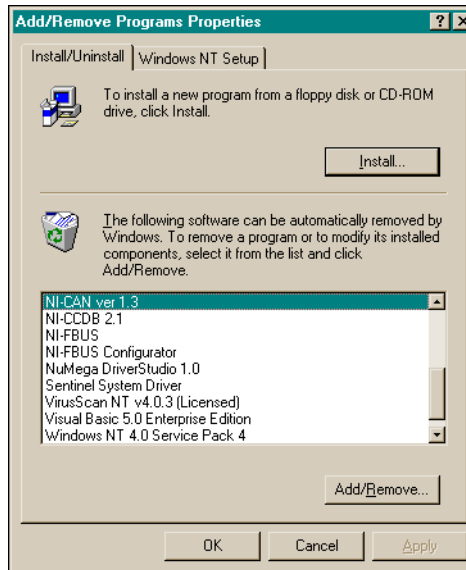 Add/Remove Programs Properties
Install/Uninstall
Windows NT Setup
To install a new program from a floppy disk or CD-ROM
drive, click Install.
Install...
The following software can be automatically removed by
Windows. To remove a program or to modify its installed
components, select it from the list and click
Add/Remove.
NI-CAN ver 1.3
NI-CCDB 2.1
NI-FBUS
NI-FBUS Configurator
NuMega DriverStudio 1.0
Sentinel System Driver
VirusScan NT v4.0.3 (Licensed)
Visual Basic 5.0 Enterprise Edition
Windows NT 4.0 Service Pack 4
Add/Remove...
OK
Cancel
Apply